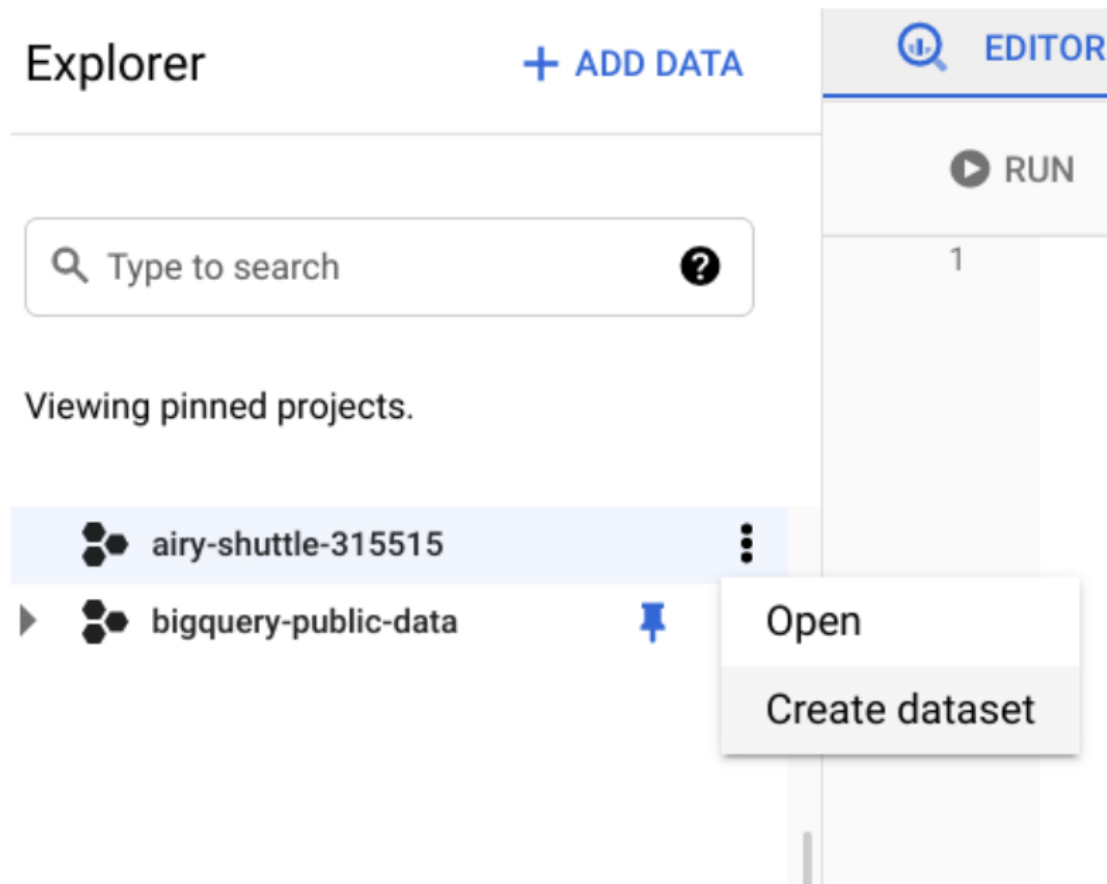 Explorer
+ ADD DATA
EDITOR
RUN
Type to search
1
Viewing pinned projects.
airy-shuttle-315515
bigquery-public-data
Open
Create dataset